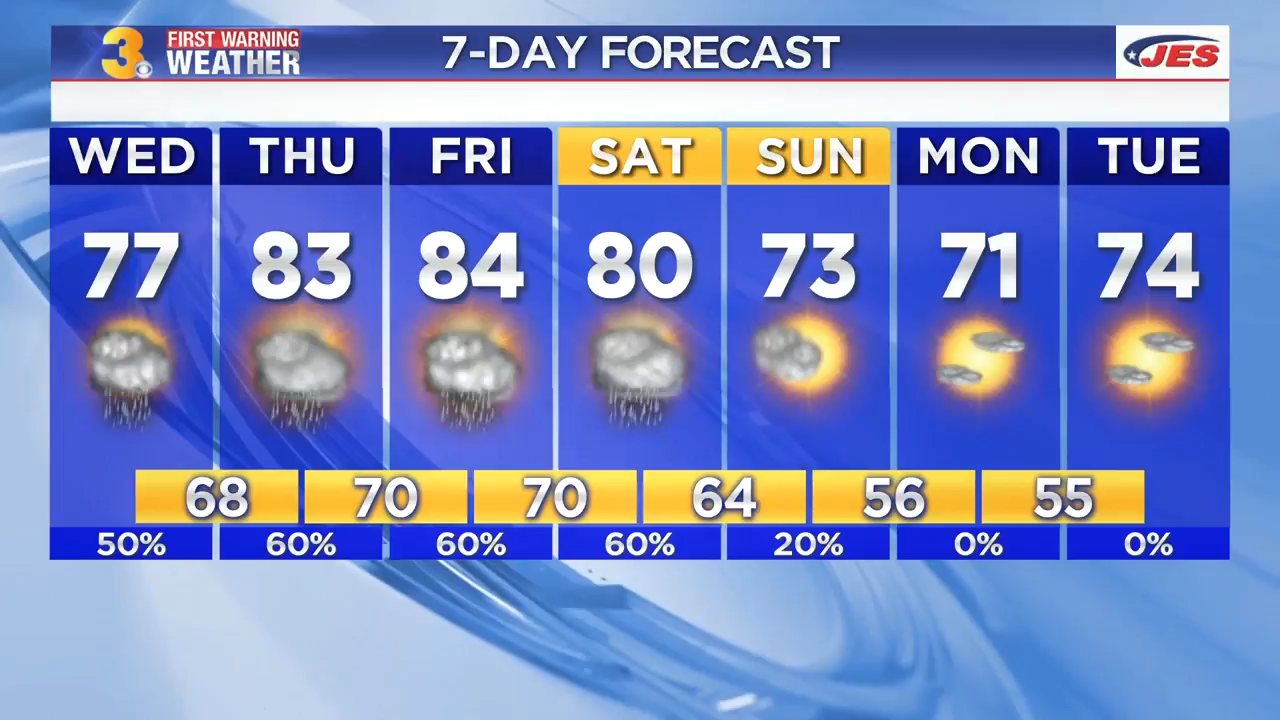 3 FIRST WARNING WEATHER
7-DAY FORECAST
JES
WED THU FRI SAT SUN MON TUE
77 83 84 80 73 71 74
68 70 70 64 56 55
50% 60% 60% 60% 20% 0% 0%